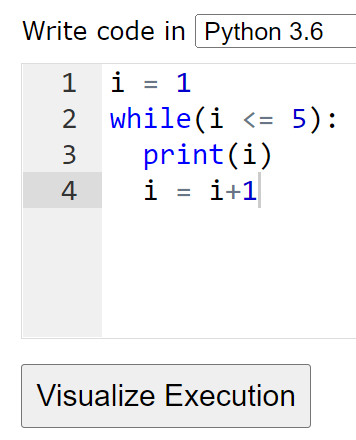 Write code in Python 3.6
1 i = 1
2 while(i <= 5):
3   print(i)
4   i = i+1
Visualize Execution